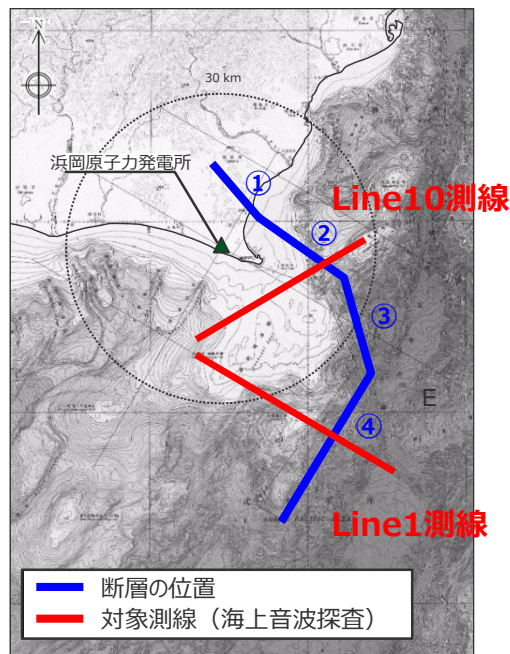 N
30 km
浜岡原子力発電所
①
Line10測線
②
③
E
④
Line1測線
断層の位置
対象測線（海上音波探査）